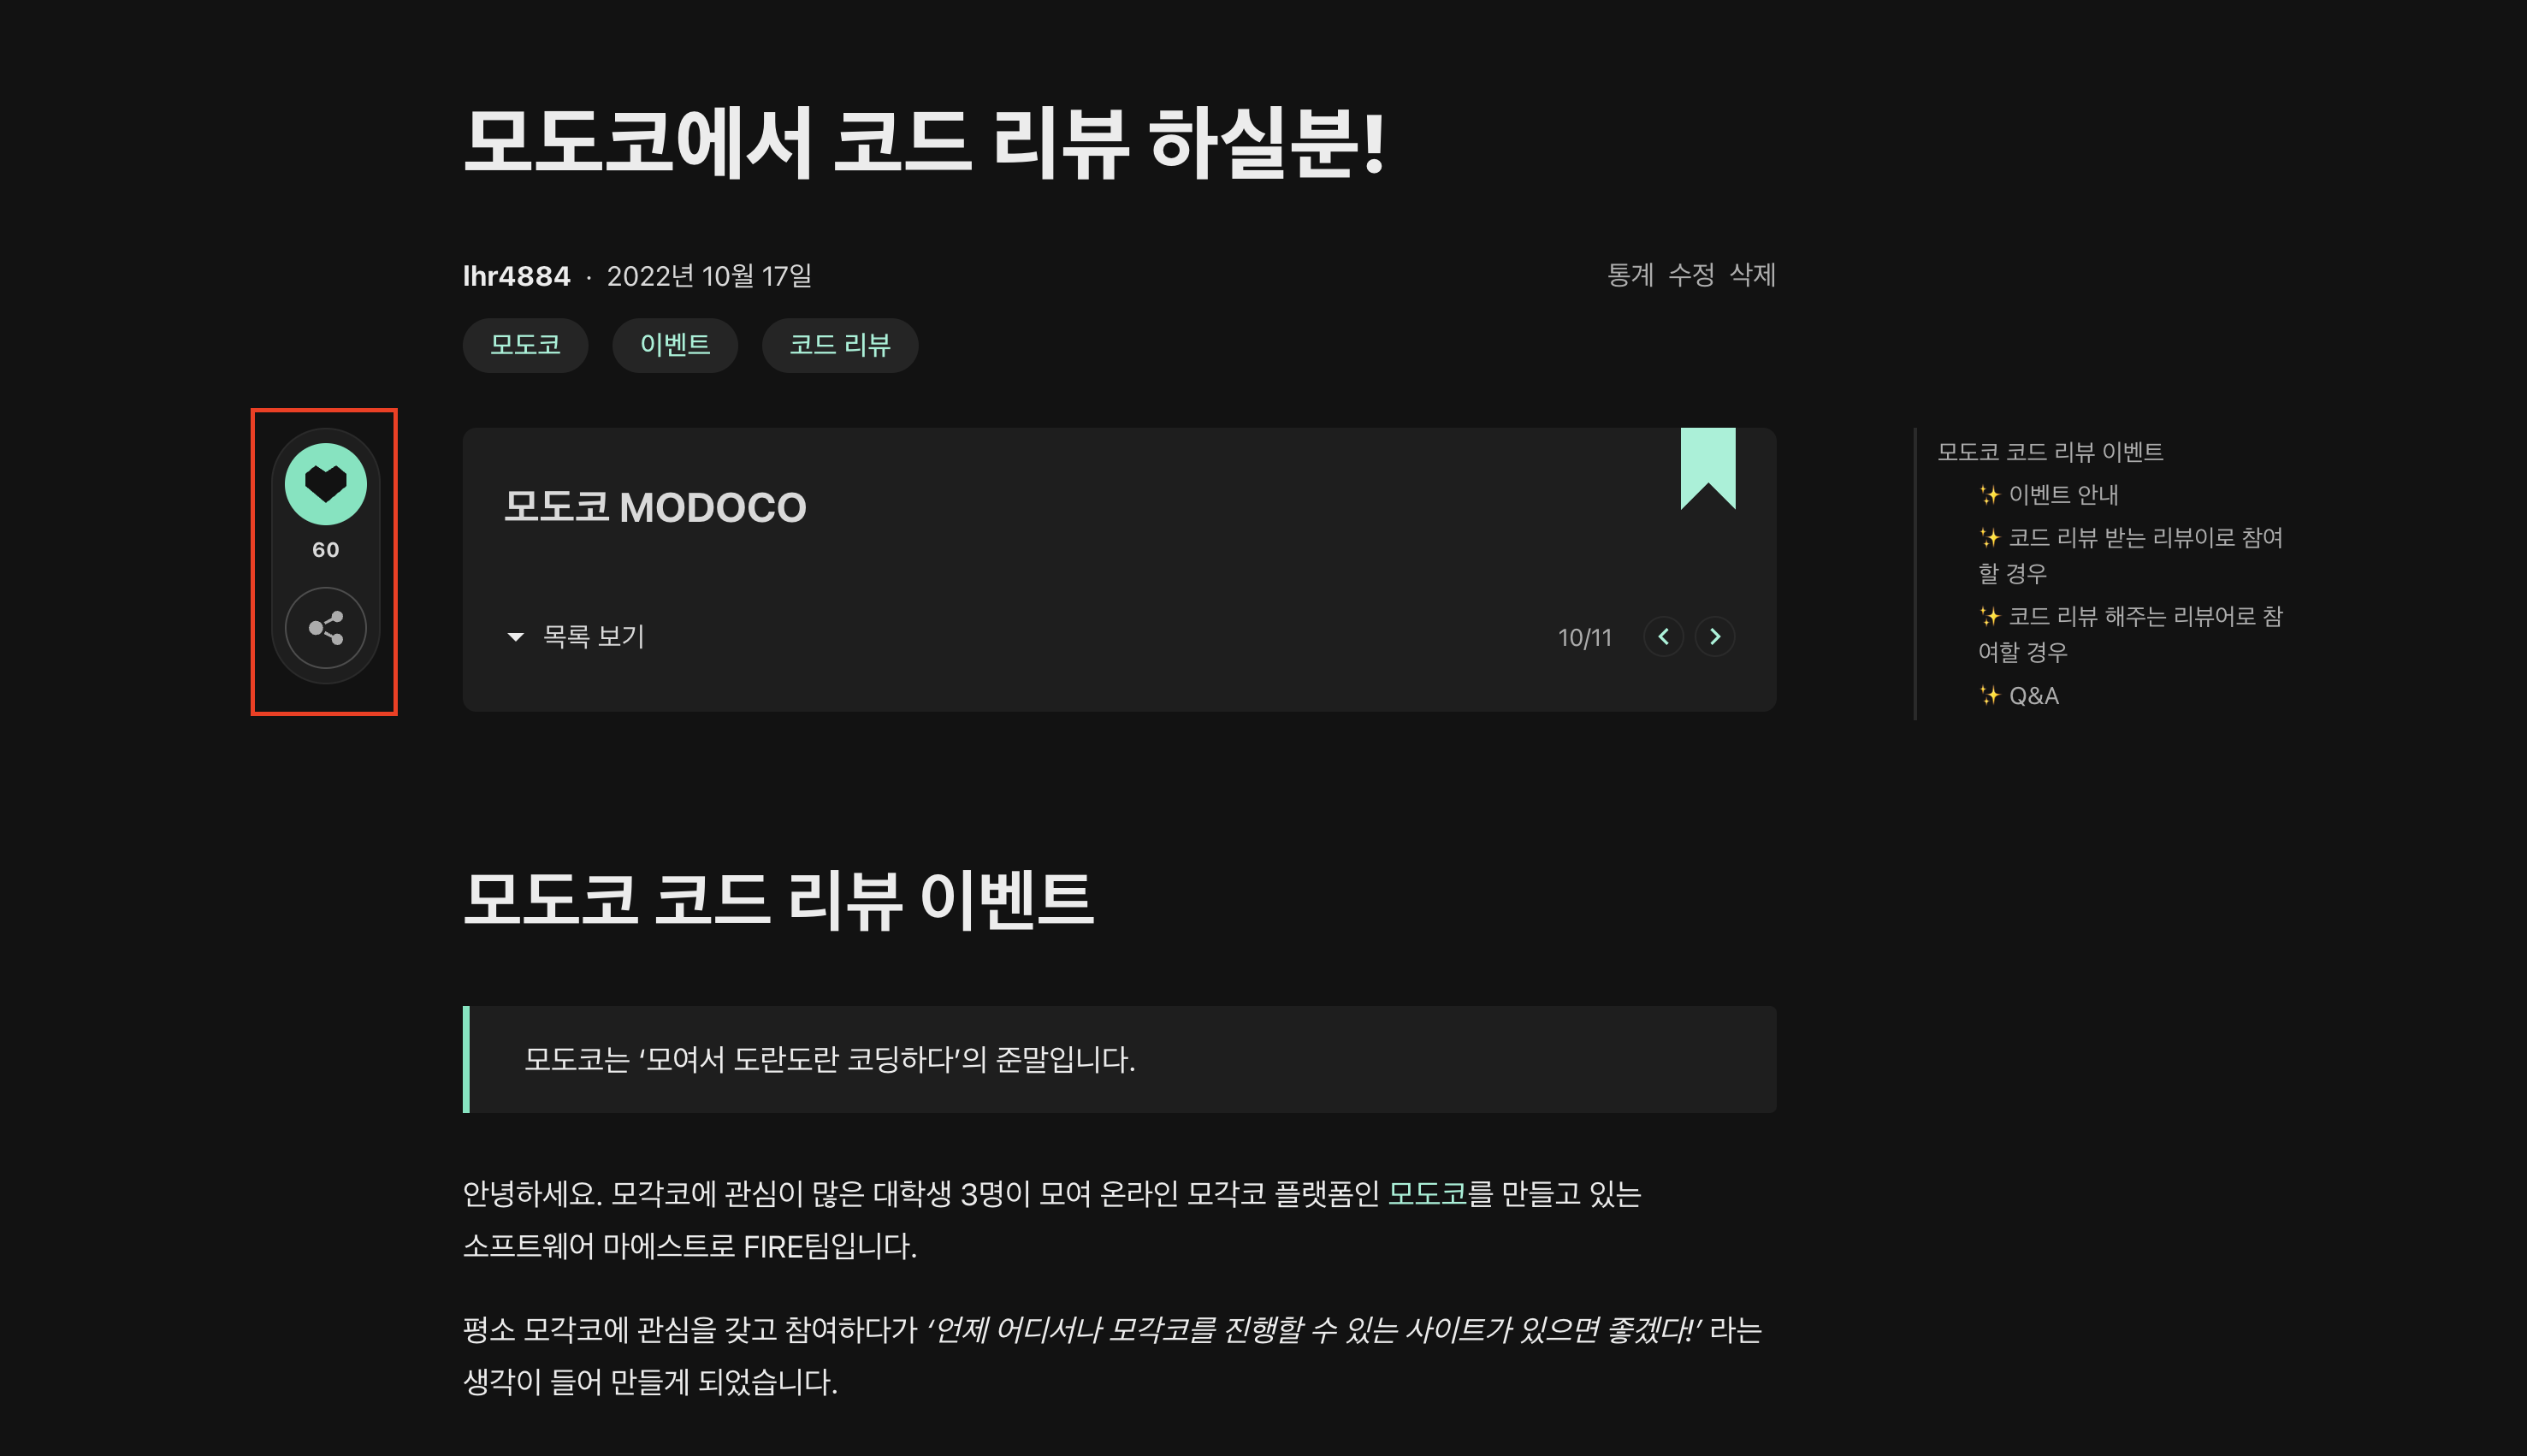 모도코에서 코드 리뷰 하실분!
lhr4884 · 2022년 10월 17일
통계 수정 삭제
모도코 이벤트 코드 리뷰
60
모도코 MODOCO
목록 보기
10/11
모도코 코드 리뷰 이벤트
✨ 이벤트 안내
✨ 코드 리뷰 받는 리뷰이로 참여
할 경우
✨ 코드 리뷰 해주는 리뷰어로 참
여할 경우
✨ Q&A
모도코 코드 리뷰 이벤트
모도코는 ‘모여서 도란도란 코딩하다’의 준말입니다.
안녕하세요. 모각코에 관심이 많은 대학생 3명이 모여 온라인 모각코 플랫폼인 모도코를 만들고 있는
소프트웨어 마에스트로 FIRE팀입니다.
평소 모각코에 관심을 갖고 참여하다가 ‘언제 어디서나 모각코를 진행할 수 있는 사이트가 있으면 좋겠다!’ 라는
생각이 들어 만들게 되었습니다.